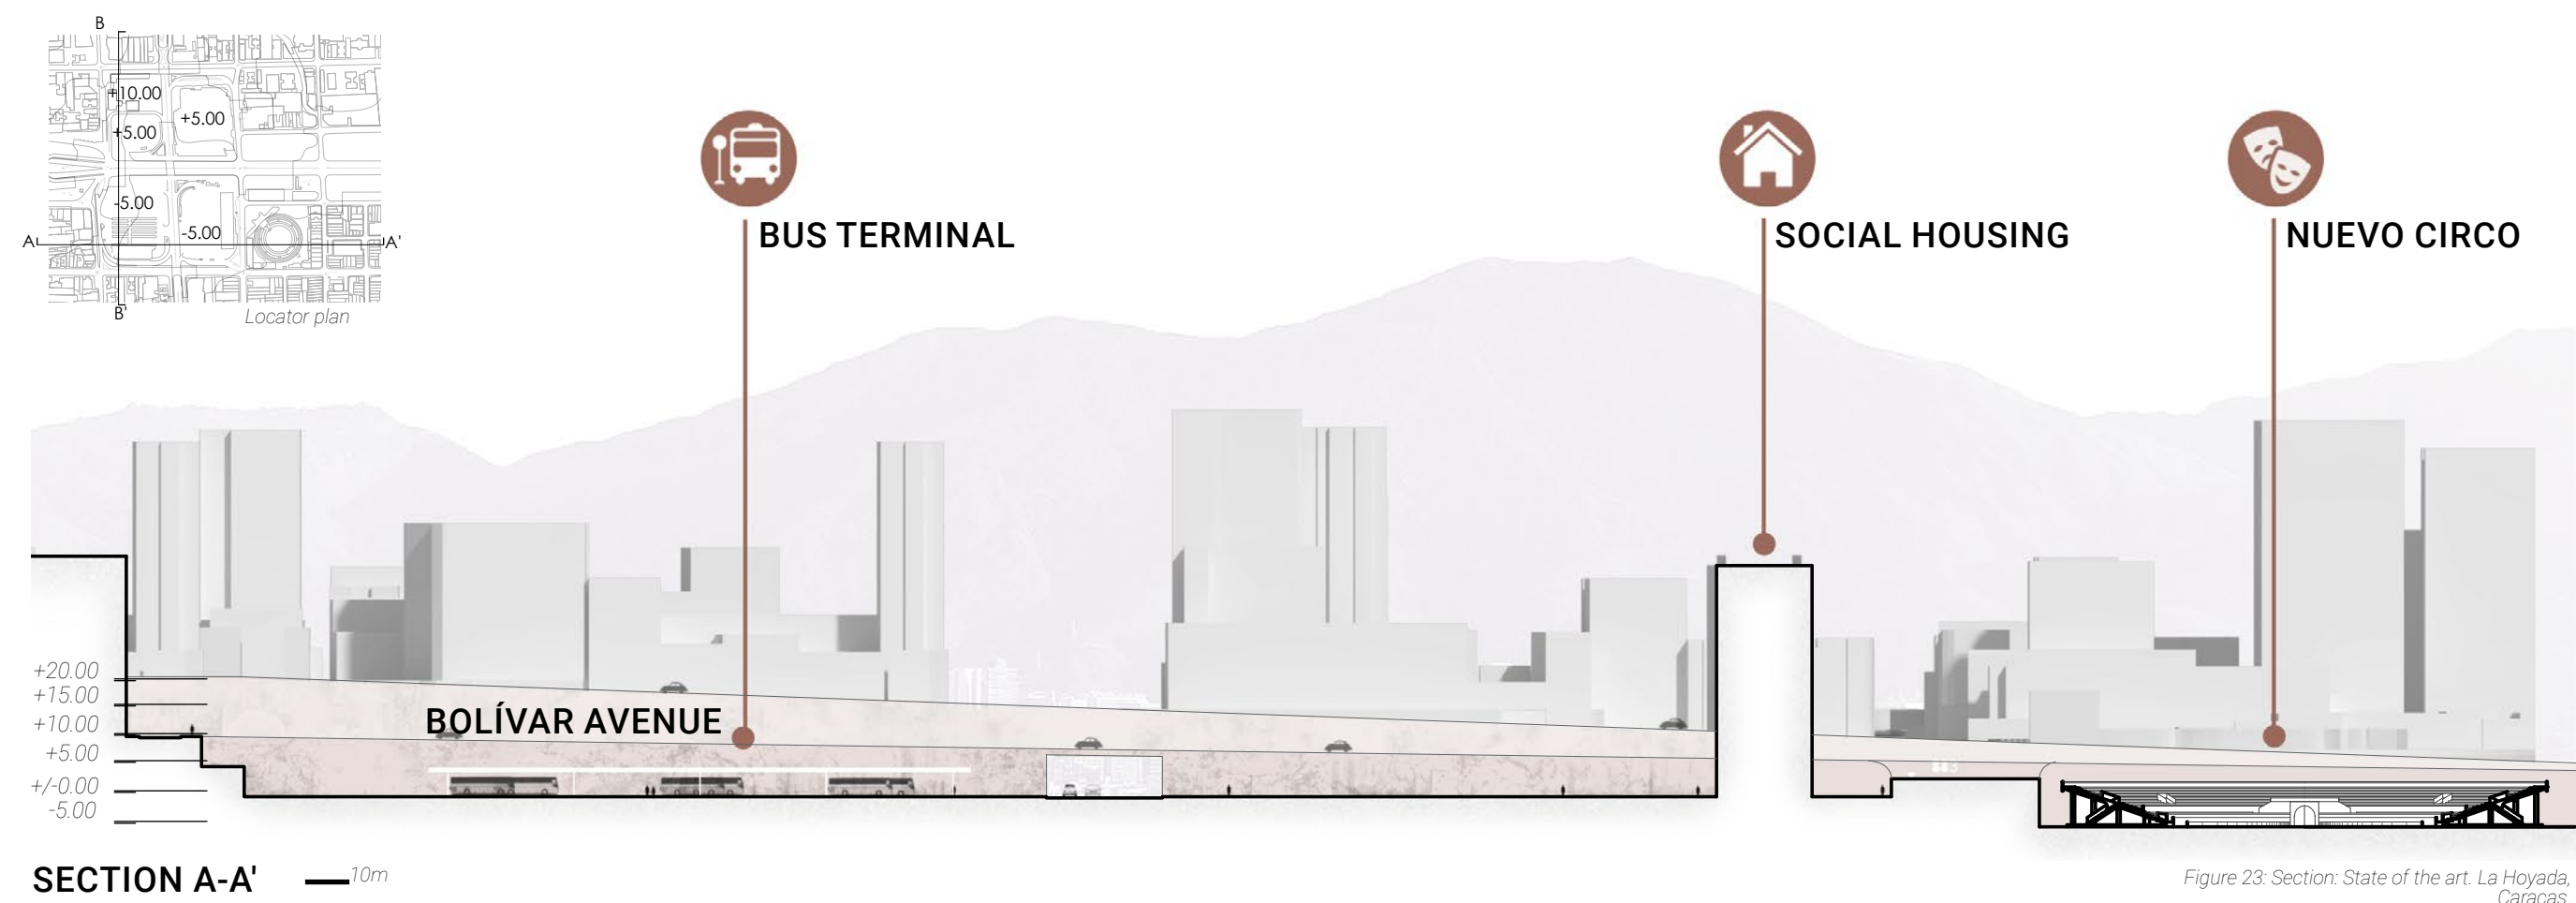 B
+10.00
+5.00
+5.00
-5.00
-5.00
A
A'
B'
Locator plan
BUS TERMINAL
SOCIAL HOUSING
NUEVO CIRCO
BOLÍVAR AVENUE
+20.00
+15.00
+10.00
+5.00
+/-0.00
-5.00
SECTION A-A'
10m
Figure 23: Section: State of the art. La Hoyada,
Caracas.